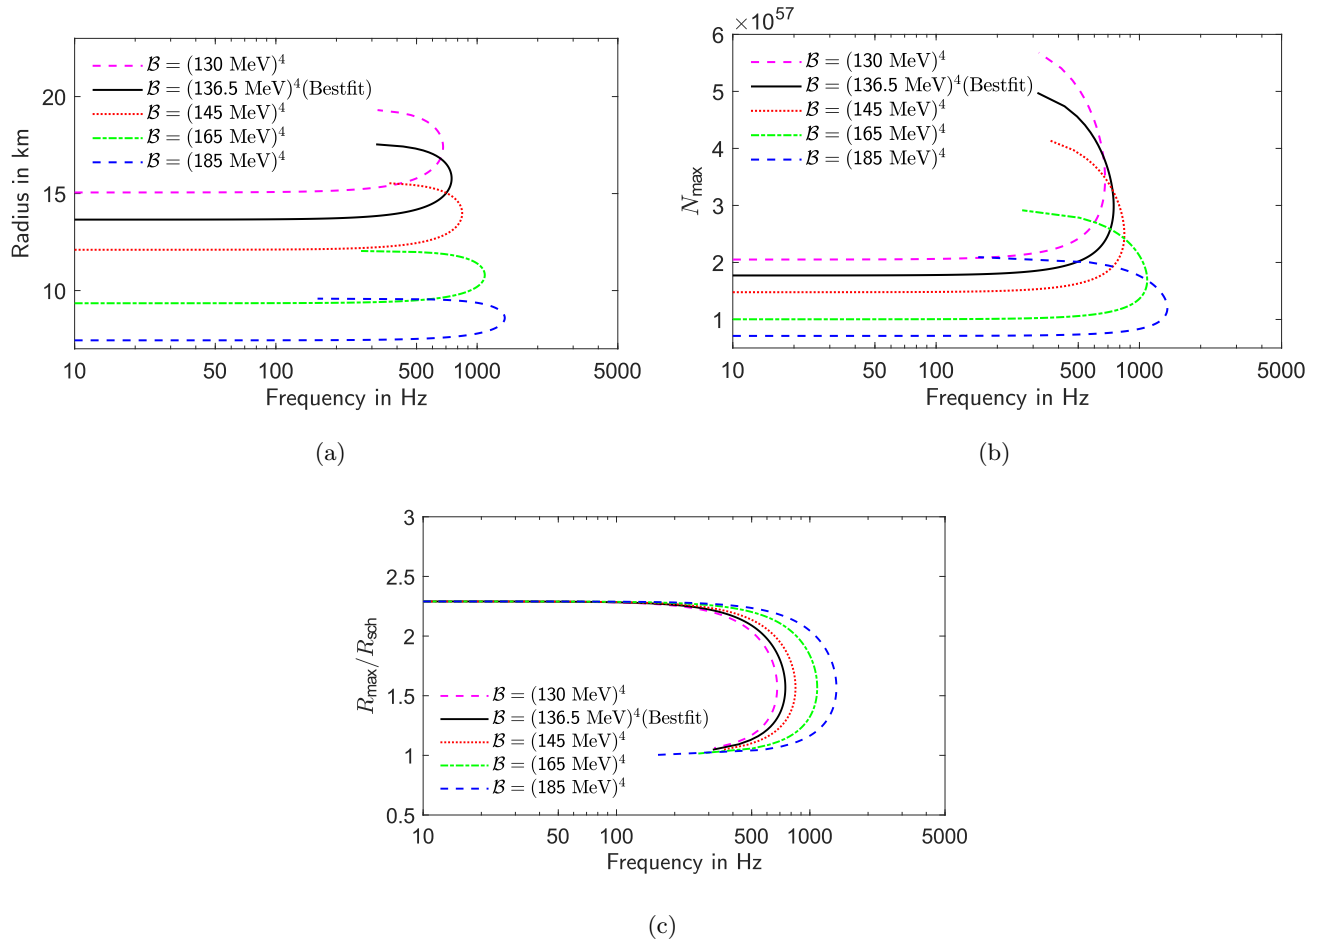 B = (130 MeV)⁴
B = (136.5 MeV)⁴(Bestfit)
B = (145 MeV)⁴
B = (165 MeV)⁴
B = (185 MeV)⁴
20
15
10
Radius in km
10 50 100 500 1000 5000
Frequency in Hz
(a)
×10⁵⁷
B = (130 MeV)⁴
B = (136.5 MeV)⁴(Bestfit)
B = (145 MeV)⁴
B = (165 MeV)⁴
B = (185 MeV)⁴
6
5
4
3
2
1
N_max
10 50 100 500 1000 5000
Frequency in Hz
(b)
3
2.5
2
1.5
1
0.5
R_max/R_sch
B = (130 MeV)⁴
B = (136.5 MeV)⁴(Bestfit)
B = (145 MeV)⁴
B = (165 MeV)⁴
B = (185 MeV)⁴
10 50 100 500 1000 5000
Frequency in Hz
(c)